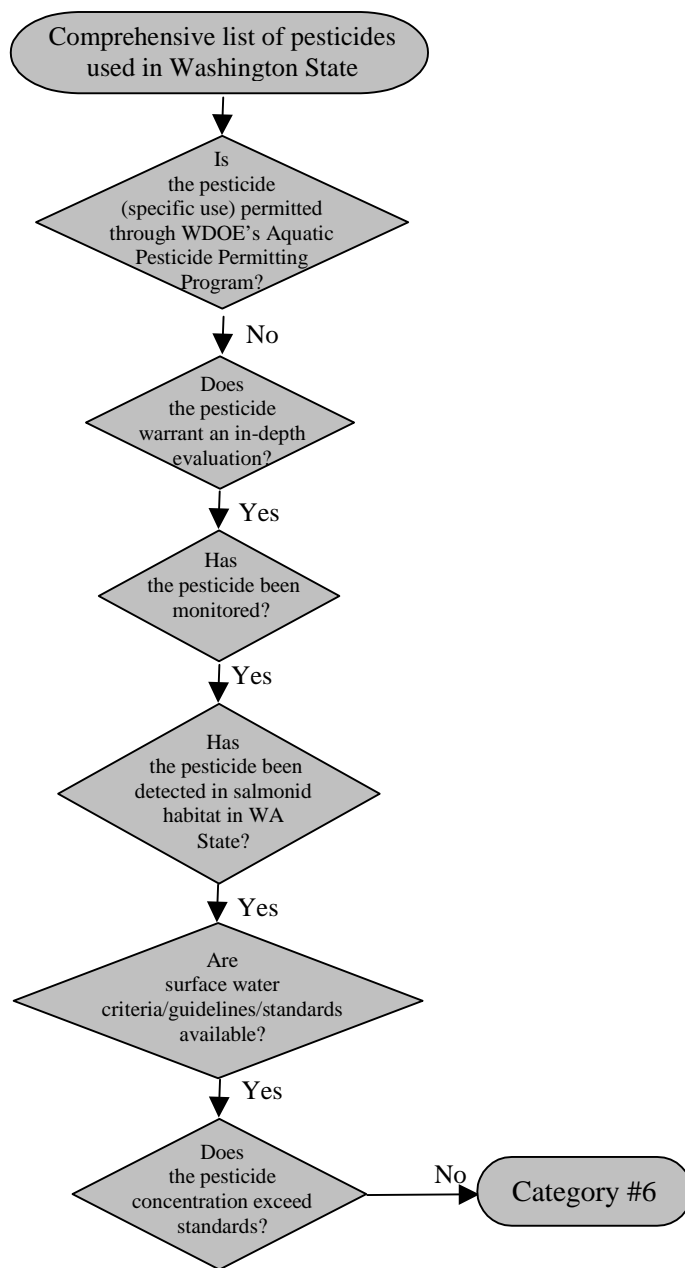 Comprehensive list of pesticides
used in Washington State
Is
the pesticide
(specific use) permitted
through WDOE's Aquatic
Pesticide Permitting
Program?
No
Does
the pesticide
warrant an in-depth
evaluation?
Yes
Has
the pesticide been
monitored?
Yes
Has
the pesticide been
detected in salmonid
habitat in WA
State?
Yes
Are
surface water
criteria/guidelines/standards
available?
Yes
Does
the pesticide
concentration exceed
standards?
No
Category #6